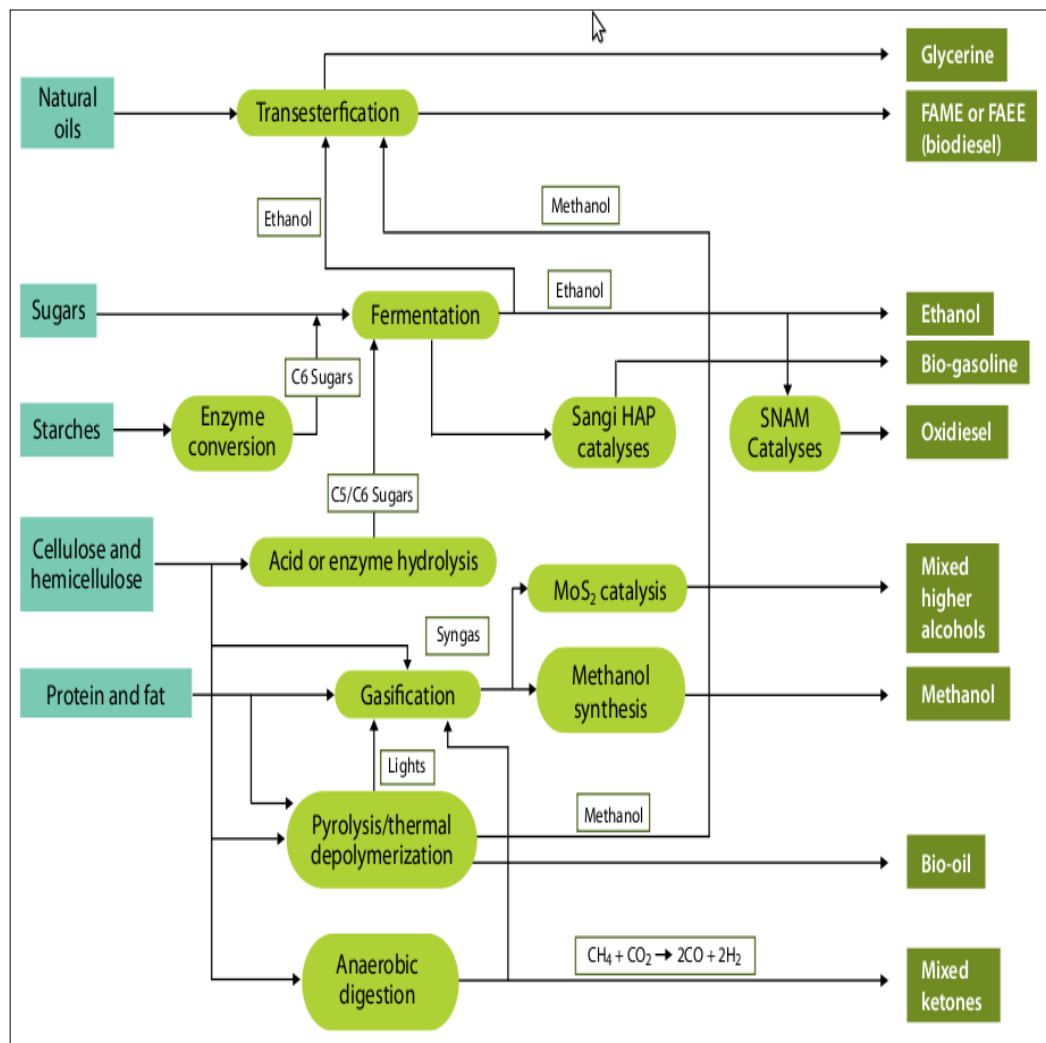 Glycerine
Natural
oils
Transesterfication
FAME or FAEE
(biodiesel)
Ethanol
Methanol
Sugars
Fermentation
Ethanol
Ethanol
C6 Sugars
Bio-gasoline
Starches
Enzyme
conversion
Sangi HAP
catalyses
SNAM
Catalyses
Oxidiesel
C5/C6 Sugars
Cellulose and
hemicellulose
Acid or enzyme hydrolysis
MoS₂ catalysis
Mixed
higher
alcohols
Syngas
Protein and fat
Gasification
Methanol
synthesis
Methanol
Lights
Pyrolysis/thermal
depolymerization
Methanol
Bio-oil
Anaerobic
digestion
CH₄ + CO₂ → 2CO + 2H₂
Mixed
ketones